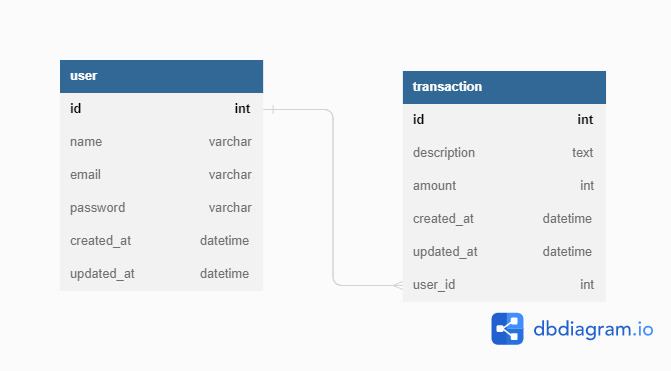 user
id int
name varchar
email varchar
password varchar
created_at datetime
updated_at datetime
transaction
id int
description text
amount int
created_at datetime
updated_at datetime
user_id int
dbdiagram.io